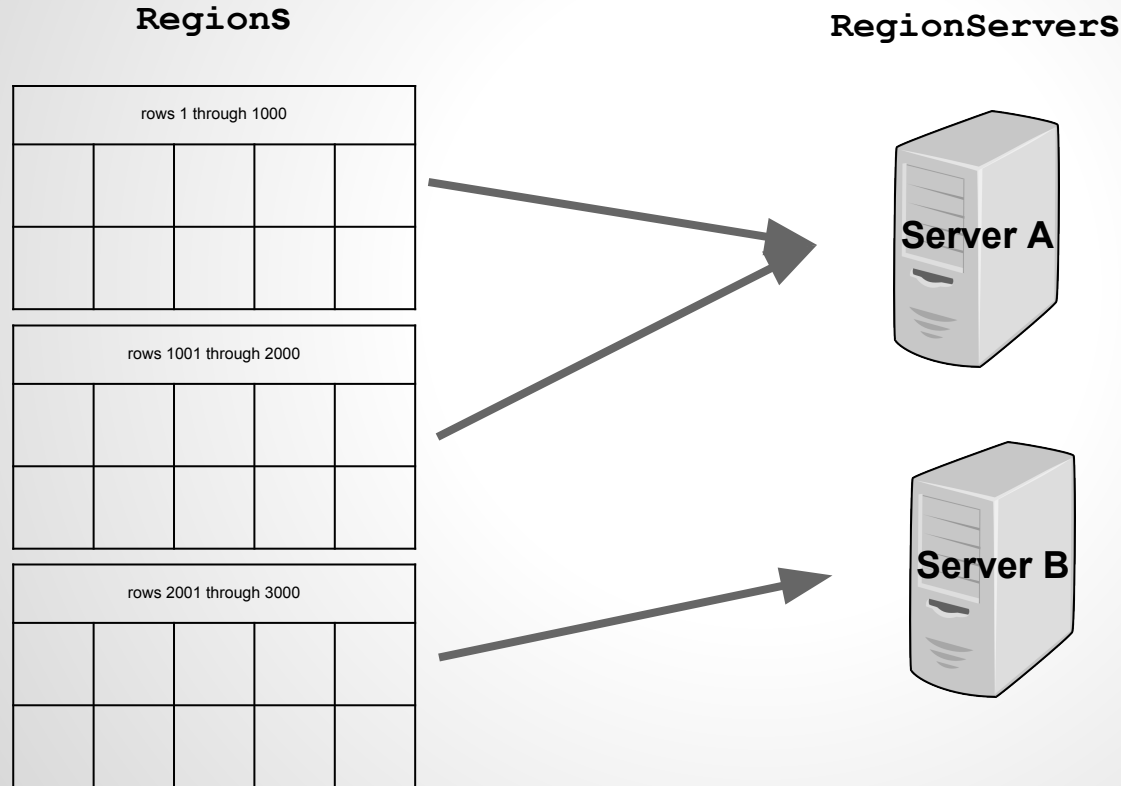 Regions
RegionServers
rows 1 through 1000
Server A
rows 1001 through 2000
Server B
rows 2001 through 3000